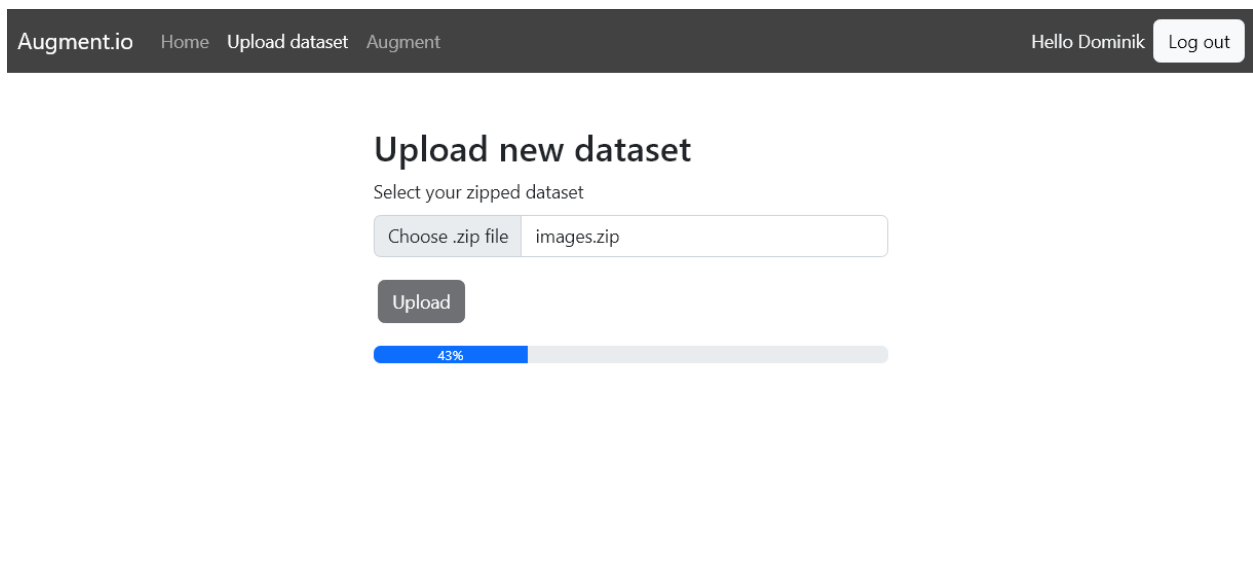 Augment.io Home Upload dataset Augment Hello Dominik Log out
Upload new dataset
Select your zipped dataset
Choose .zip file images.zip
Upload
43%